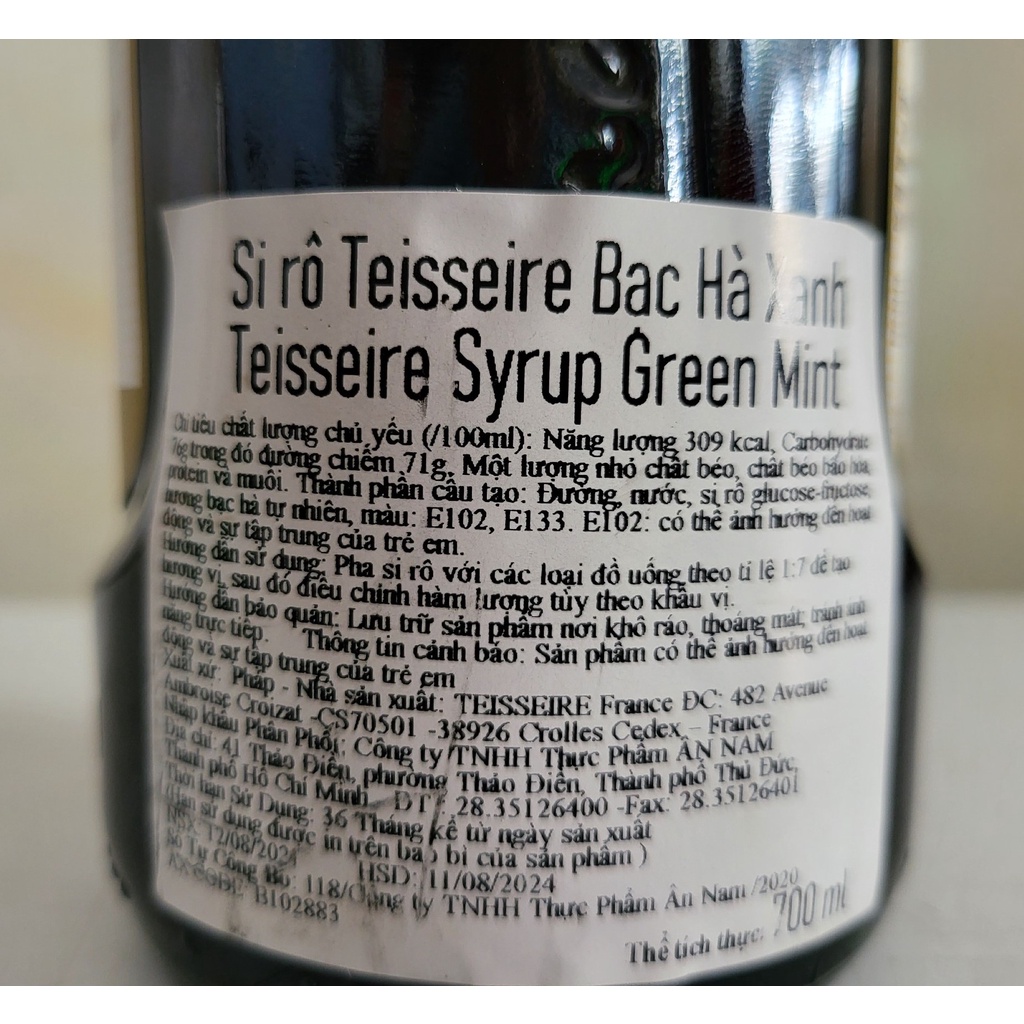 Si rô Teisseire Bạc Hà Xanh
Teisseire Syrup Green Mint
Chỉ tiêu chất lượng chủ yếu (/100ml): Năng lượng 309 kcal, Carbohydrate
76g trong đó đường chiếm 71g, Một lượng nhỏ chất béo, chất béo bão hòa,
protein và muối. Thành phần cấu tạo: Đường, nước, si rô glucose-fructose,
hương bạc hà tự nhiên, màu: E102, E133. E102: có thể ảnh hưởng đến hoạt
động và sự tập trung của trẻ em.
Hướng dẫn sử dụng: Pha si rô với các loại đồ uống theo tỉ lệ 1:7 để tạo
hương vị, sau đó điều chỉnh hàm lượng tùy theo khẩu vị.
Hướng dẫn bảo quản: Lưu trữ sản phẩm nơi khô ráo, thoáng mát, tránh ánh
nắng trực tiếp. Thông tin cảnh báo: Sản phẩm có thể ảnh hưởng đến hoạt
động và sự tập trung của trẻ em
Xuất xứ: Pháp - Nhà sản xuất: TEISSEIRE France ĐC: 482 Avenue
Ambroise Croizat -CS70501 -38926 Crolles Cedex – France
Nhập khẩu Phân Phối: Công ty TNHH Thực Phẩm ÂN NAM
Địa chỉ: 41 Thảo Điền, phường Thảo Điền, Thành phố Thủ Đức,
Thành phố Hồ Chí Minh ĐT: 28.35126400 -Fax: 28.35126401
Thời hạn Sử Dụng: 36 Tháng kể từ ngày sản xuất
(Hạn sử dụng được in trên bao bì của sản phẩm )
NSX: 12/08/2021 HSD: 11/08/2024
Số Tự Công Bố: 118/Công ty TNHH Thực Phẩm Ân Nam /2020
B102883
Thể tích thực: 700 ml